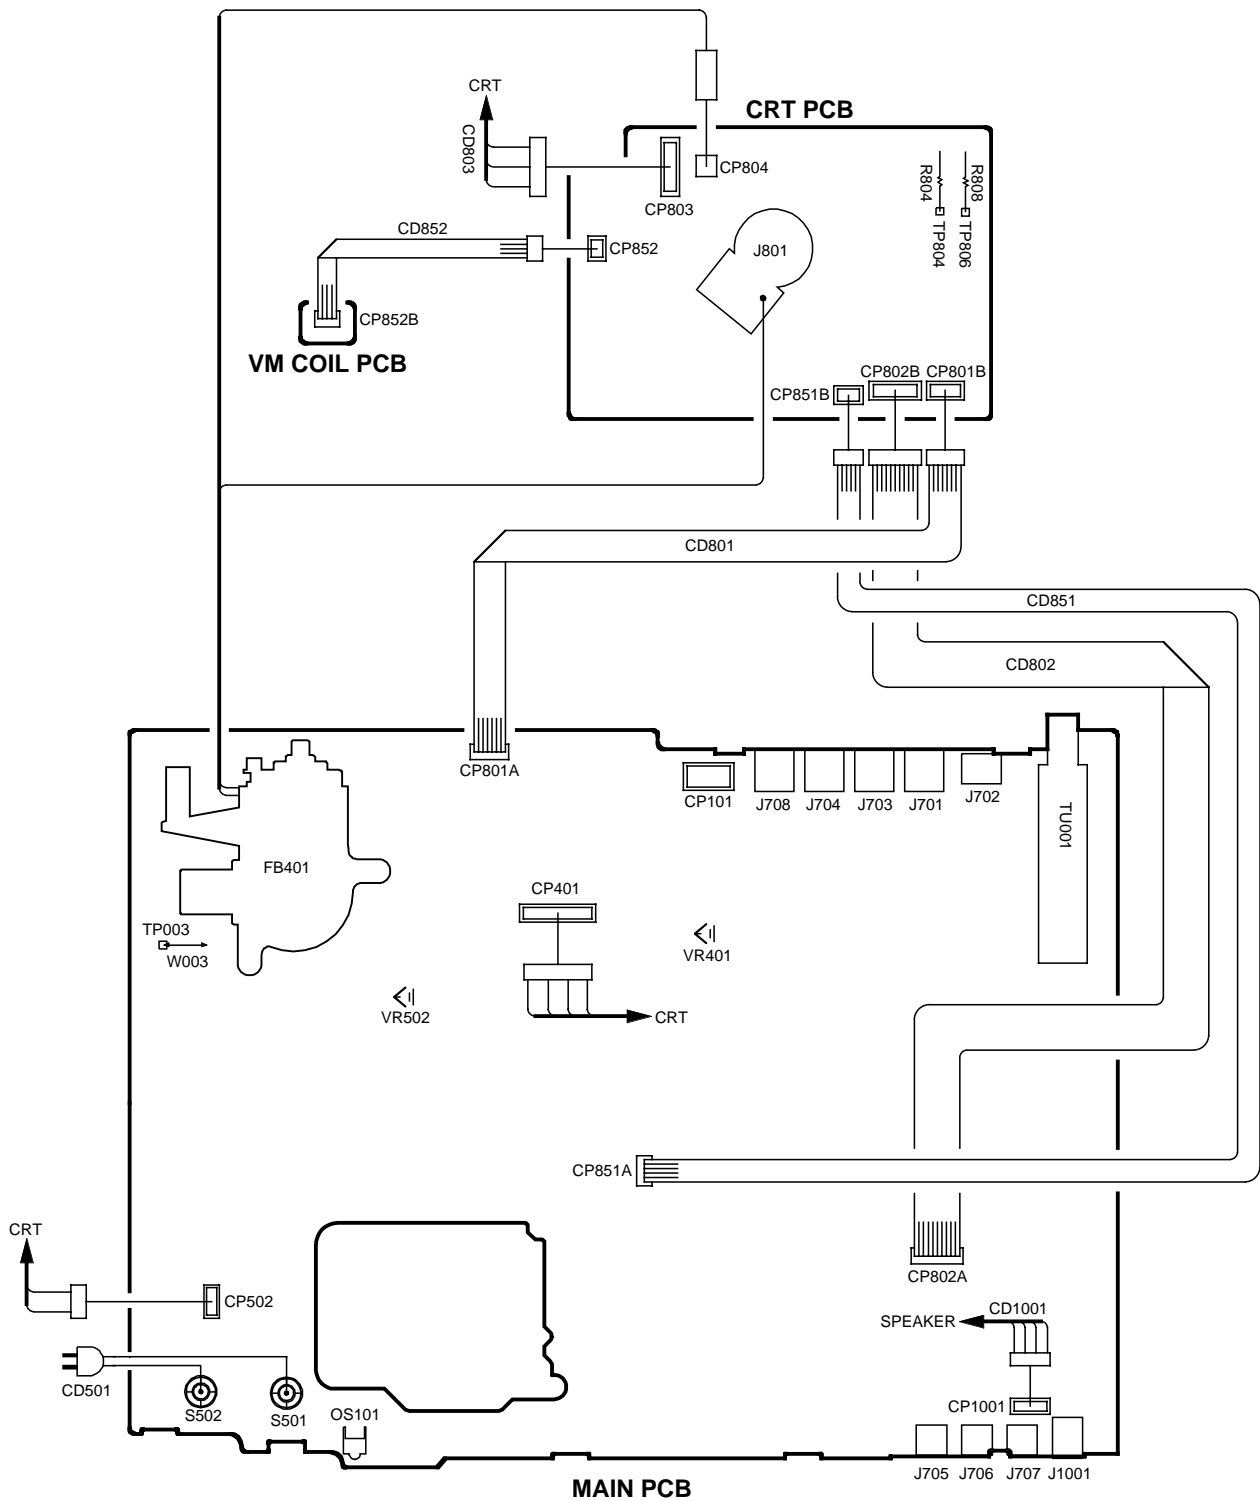 CRT
CD803
CRT PCB
CP804
CP803
R804
R808
TP804
TP806
CD852
CP852
J801
CP852B
VM COIL PCB
CP851B
CP802B
CP801B
CD801
CD851
CD802
CP801A
CP101
J708
J704
J703
J701
J702
TU001
FB401
CP401
TP003
W003
VR401
VR502
CRT
CP851A
CRT
CP802A
CP502
SPEAKER
CD1001
CD501
S502
S501
OS101
CP1001
J705
J706
J707
J1001
MAIN PCB